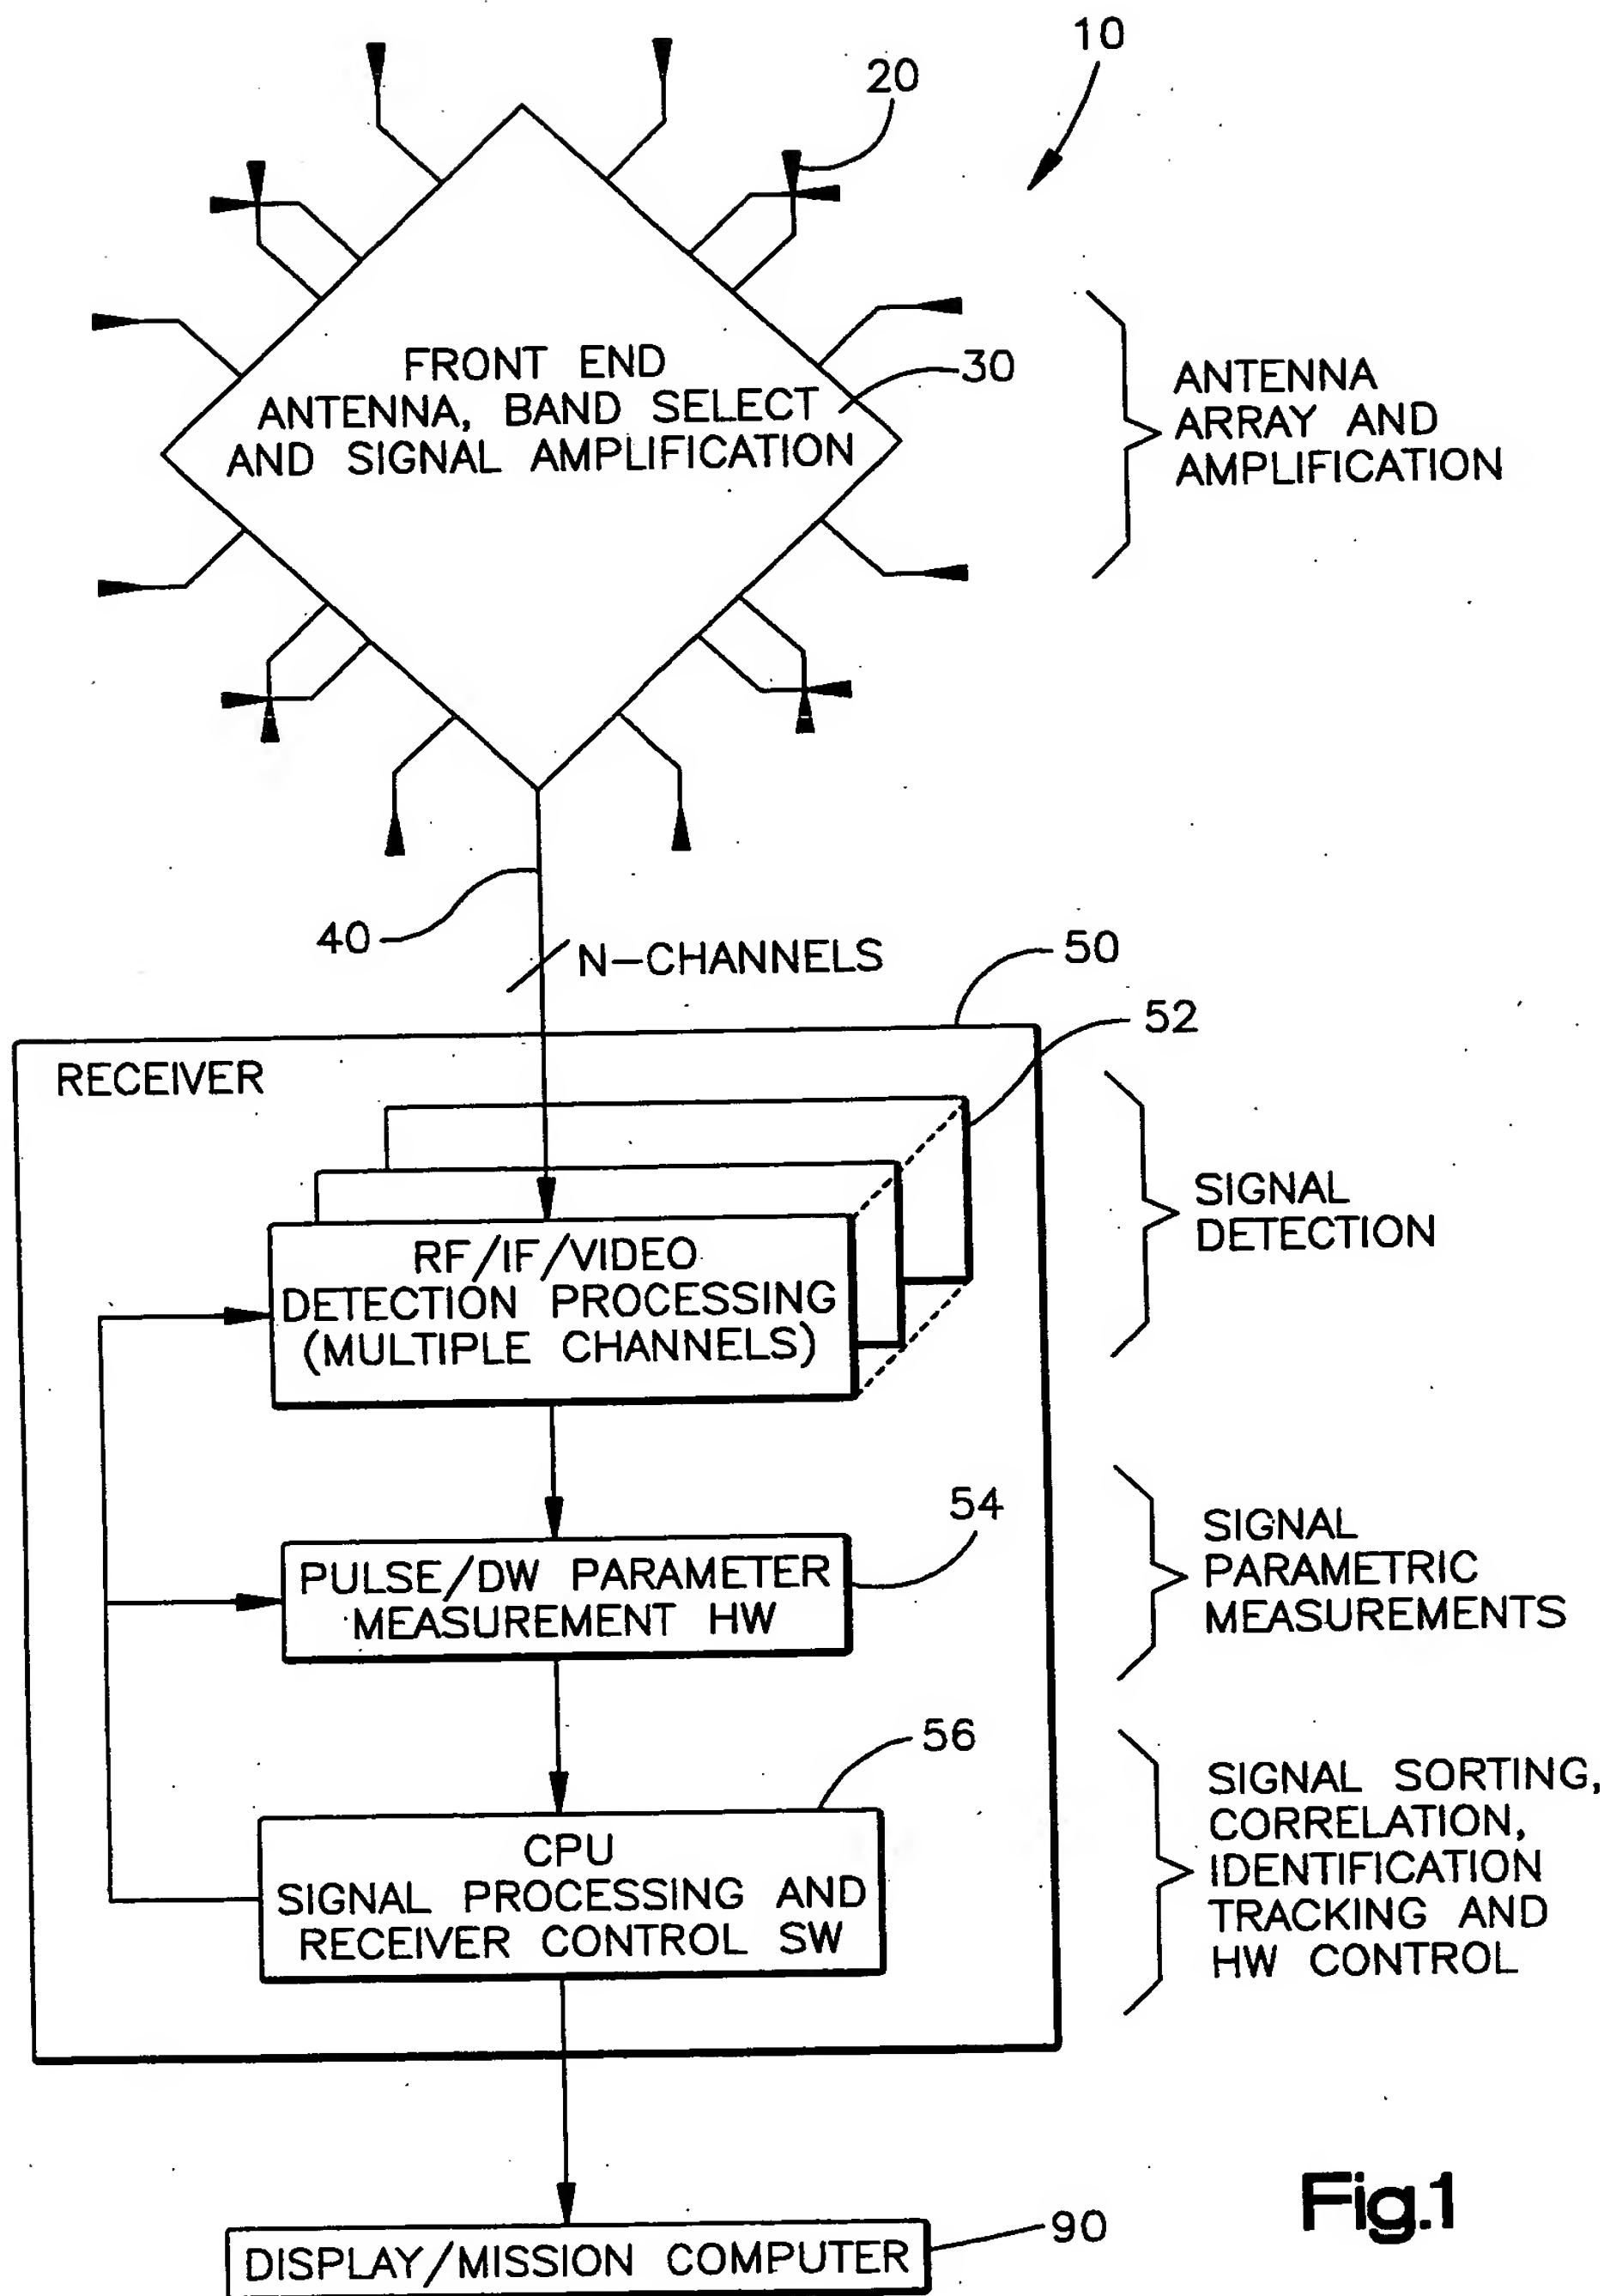 10
20
FRONT END
ANTENNA, BAND SELECT
AND SIGNAL AMPLIFICATION
30
ANTENNA
ARRAY AND
AMPLIFICATION
40
N-CHANNELS
50
52
RECEIVER
RF/IF/VIDEO
DETECTION PROCESSING
(MULTIPLE CHANNELS)
SIGNAL
DETECTION
54
PULSE/DW PARAMETER
MEASUREMENT HW
SIGNAL
PARAMETRIC
MEASUREMENTS
56
CPU
SIGNAL PROCESSING AND
RECEIVER CONTROL SW
SIGNAL SORTING,
CORRELATION,
IDENTIFICATION
TRACKING AND
HW CONTROL
90
DISPLAY/MISSION COMPUTER
Fig.1